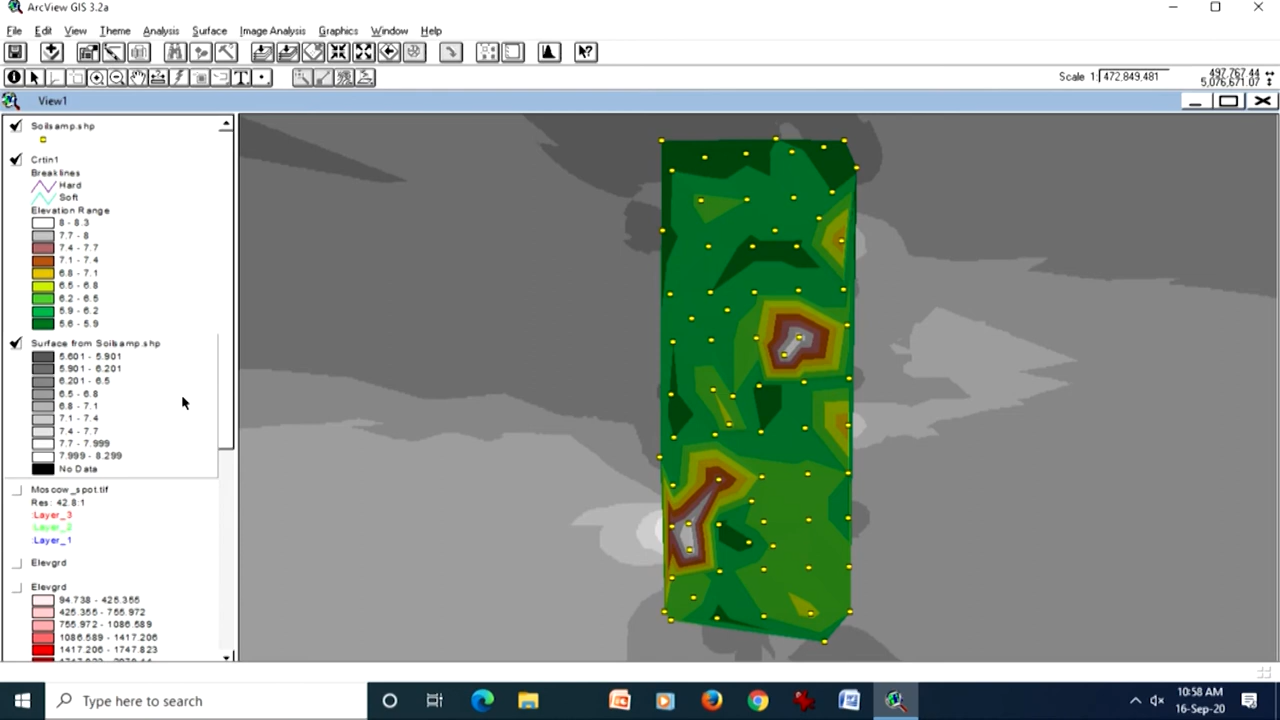 ArcView GIS 3.2a
File Edit View Theme Analysis Surface Image Analysis Graphics Window Help
Scale 1: 472,849,481
497,767.44
5,076,671.07
View1
Soilsamp.shp
Crtin1
Breaklines
Hard
Soft
Elevation Range
8 - 8.3
7.7 - 8
7.4 - 7.7
7.1 - 7.4
6.8 - 7.1
6.5 - 6.8
6.2 - 6.5
5.9 - 6.2
5.6 - 5.9
Surface from Soilsamp.shp
5.601 - 5.901
5.901 - 6.201
6.201 - 6.5
6.5 - 6.8
6.8 - 7.1
7.1 - 7.4
7.4 - 7.7
7.7 - 7.999
7.999 - 8.299
No Data
Moscow_spot.tif
Res: 42.8:1
:Layer_3
:Layer_2
:Layer_1
Elevgrd
Elevgrd
94.738 - 425.355
425.355 - 755.972
755.972 - 1086.589
1086.589 - 1417.206
1417.206 - 1747.823
Type here to search
10:58 AM
16-Sep-20